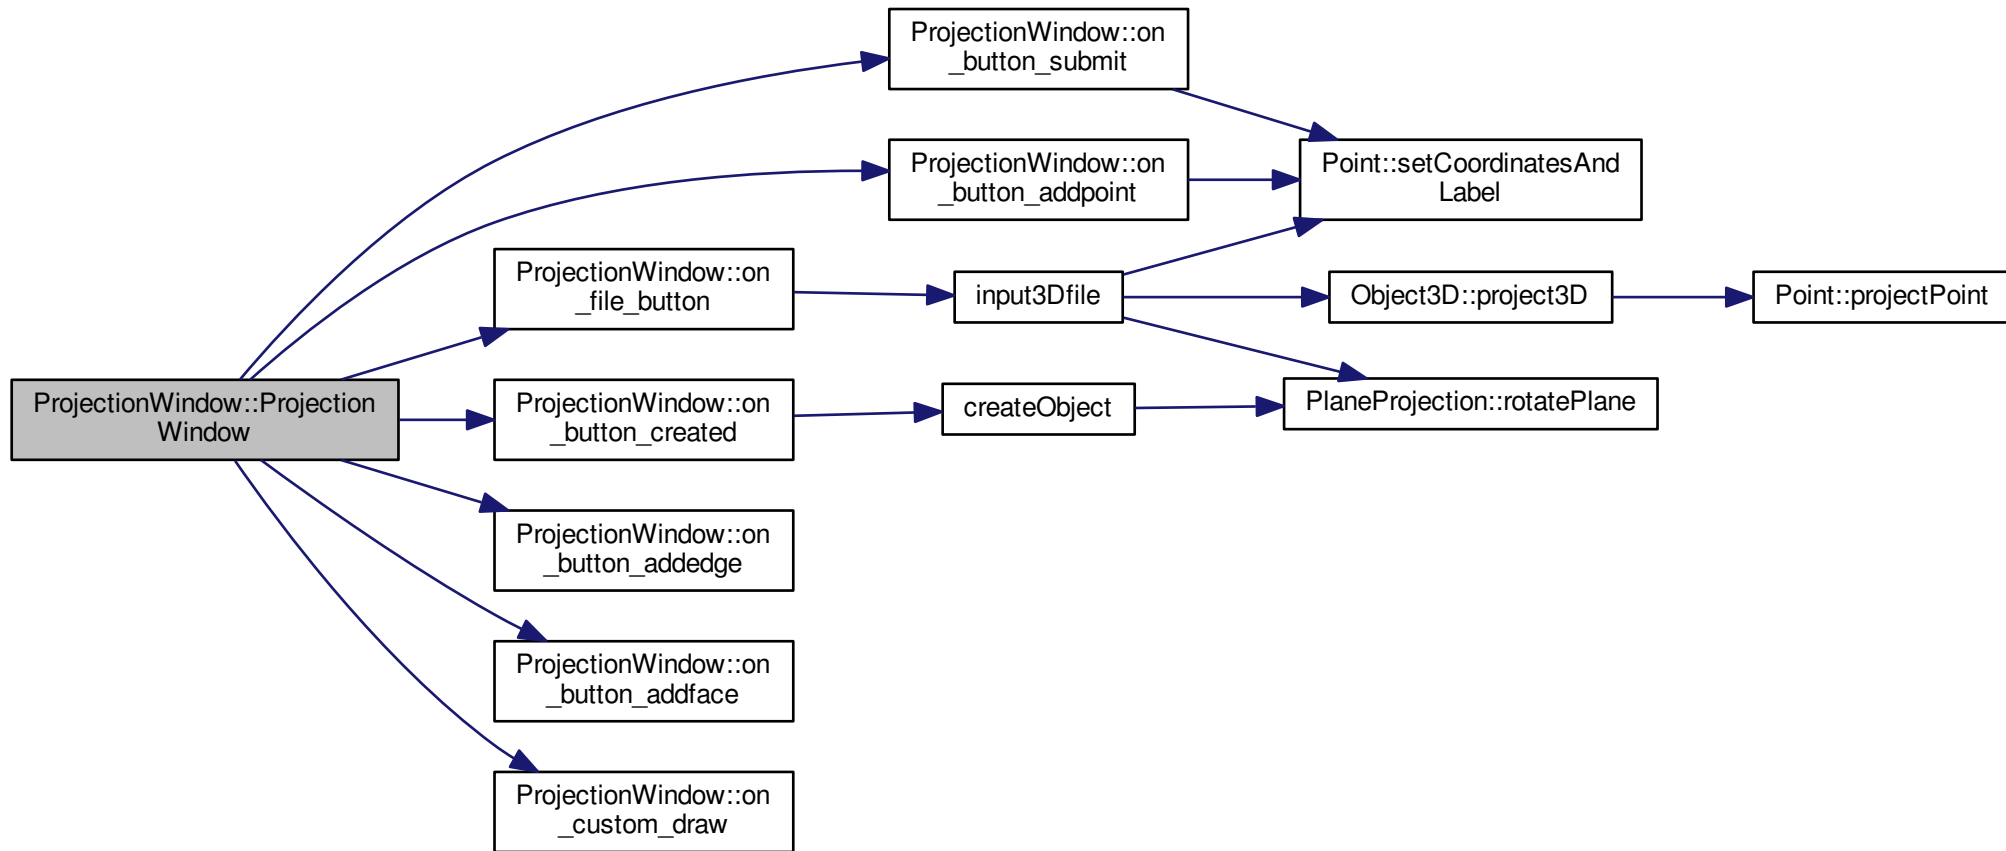 ProjectionWindow::on
_button_submit
ProjectionWindow::on
_button_addpoint
Point::setCoordinatesAnd
Label
ProjectionWindow::on
_file_button
input3Dfile
Object3D::project3D
Point::projectPoint
ProjectionWindow::Projection
Window
ProjectionWindow::on
_button_created
createObject
PlaneProjection::rotatePlane
ProjectionWindow::on
_button_addedge
ProjectionWindow::on
_button_addface
ProjectionWindow::on
_custom_draw